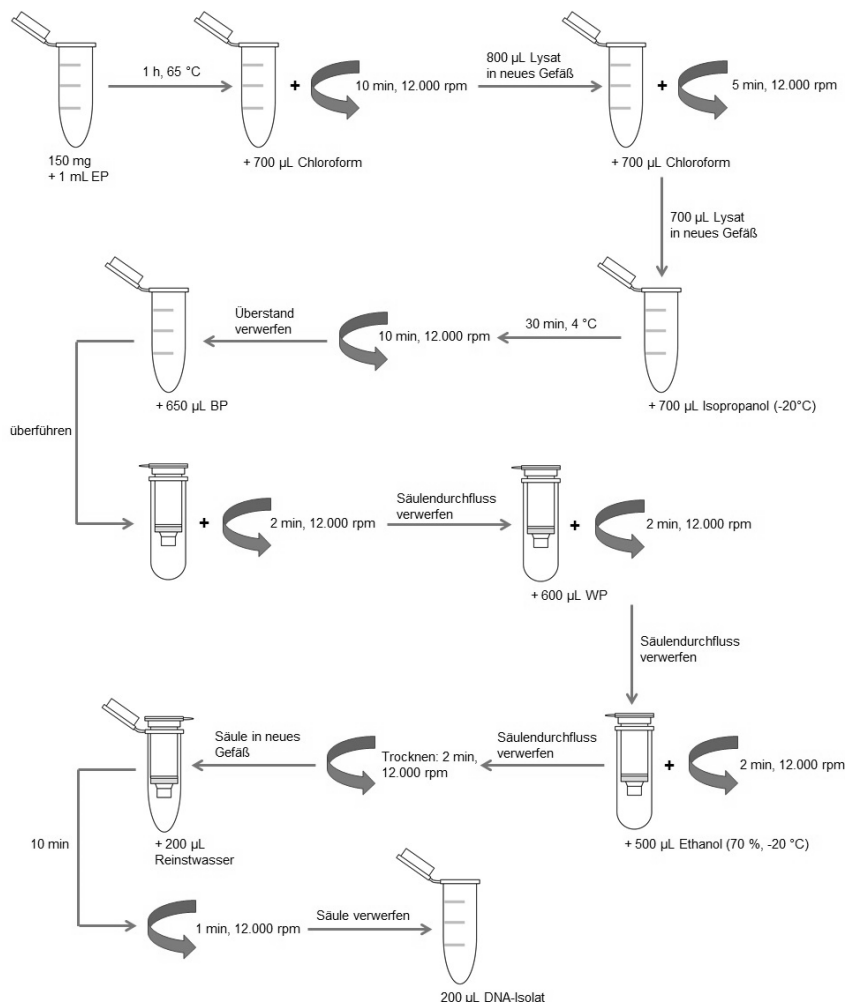 1 h, 65 °C
+
10 min, 12.000 rpm
800 µL Lysat
in neues Gefäß
+
5 min, 12.000 rpm
150 mg
+ 1 mL EP
+ 700 µL Chloroform
+ 700 µL Chloroform
700 µL Lysat
in neues Gefäß
30 min, 4 °C
10 min, 12.000 rpm
Überstand
verwerfen
+ 700 µL Isopropanol (-20°C)
+ 650 µL BP
überführen
+
2 min, 12.000 rpm
Säulendurchfluss
verwerfen
+
2 min, 12.000 rpm
+ 600 µL WP
Säulendurchfluss
verwerfen
+
2 min, 12.000 rpm
+ 500 µL Ethanol (70 %, -20 °C)
Säulendurchfluss
verwerfen
Trocknen: 2 min,
12.000 rpm
Säule in neues
Gefäß
+ 200 µL
Reinstwasser
10 min
1 min, 12.000 rpm
Säule verwerfen
200 µL DNA-Isolat